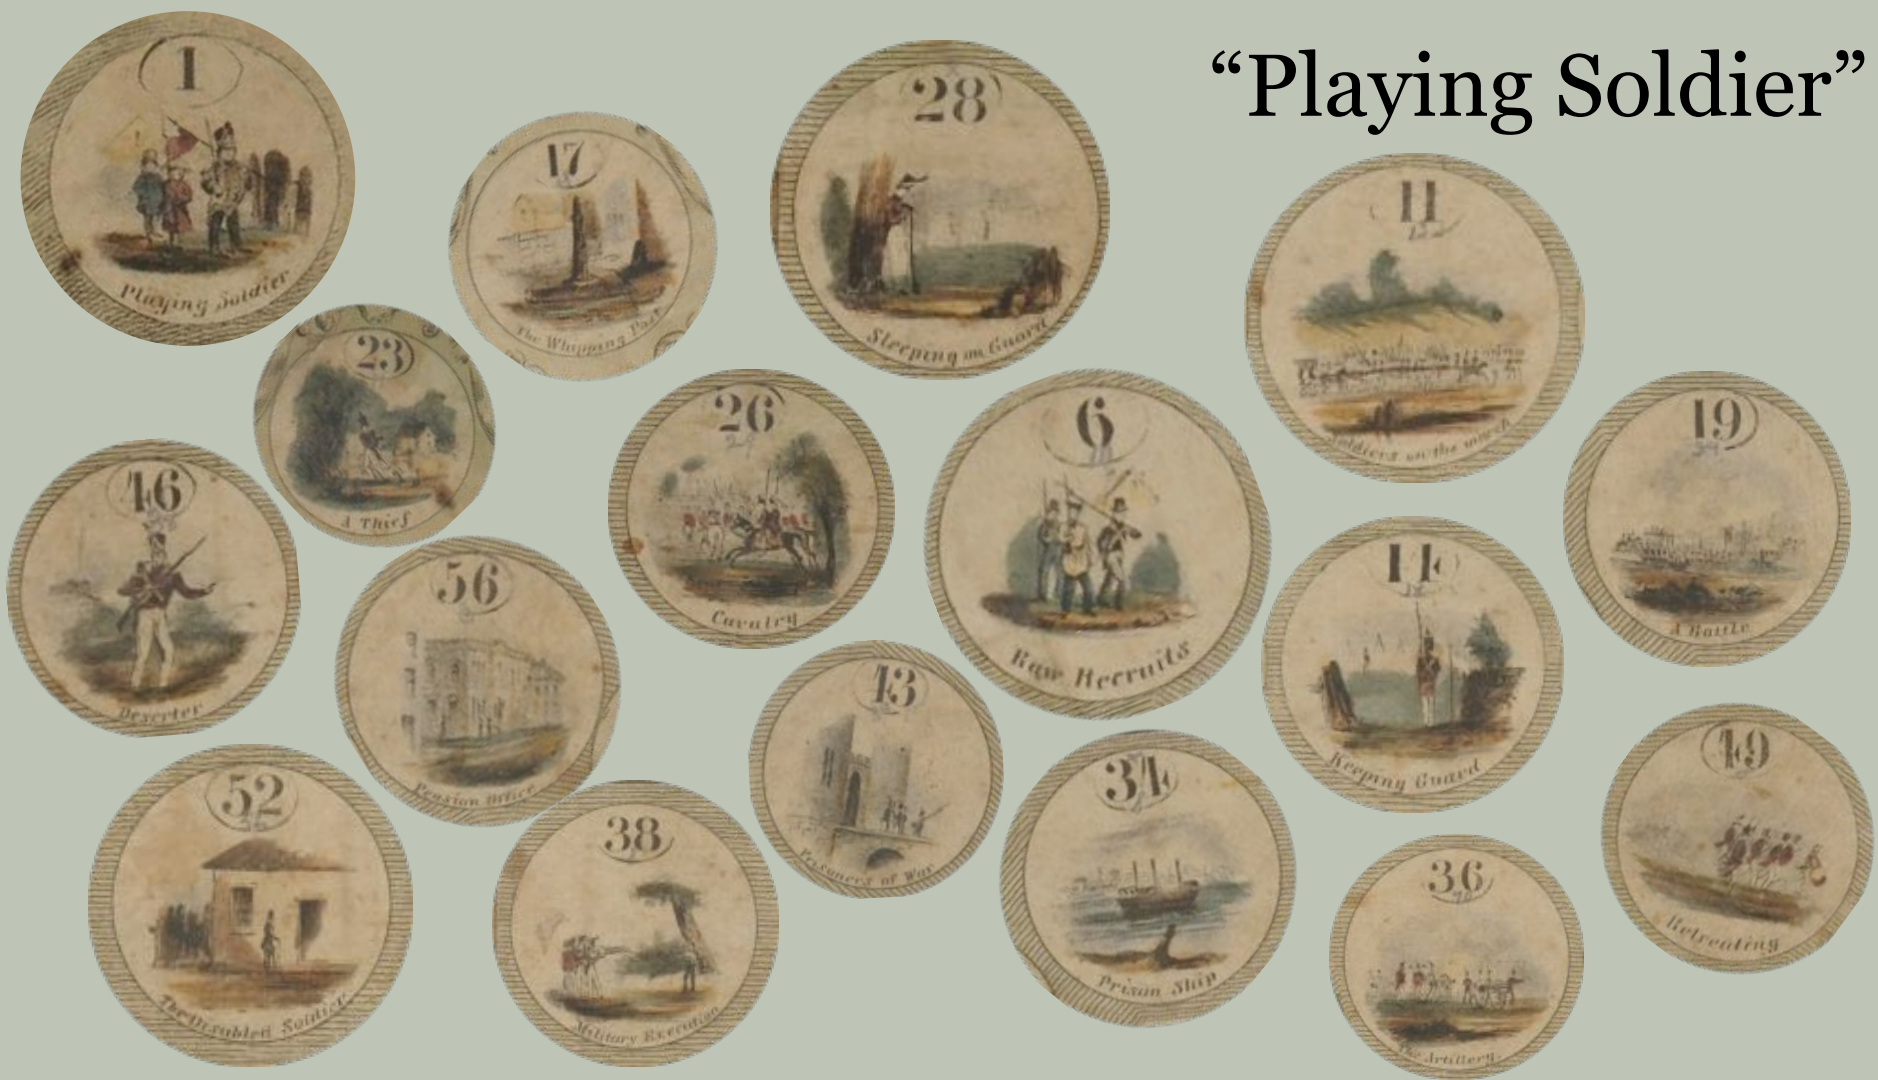 “Playing Soldier”
1
Playing Soldier
17
The Whipping Post
28
Sleeping on Guard
11
Soldiers on the march
23
A Thief
26
Cavalry
6
Raw Recruits
19
A Battle
46
Deserter
56
Pension Office
14
Keeping Guard
43
Prisoners of War
34
Prison Ship
49
Retreating
52
The Disabled Soldier
38
Military Execution
36
The Artillery